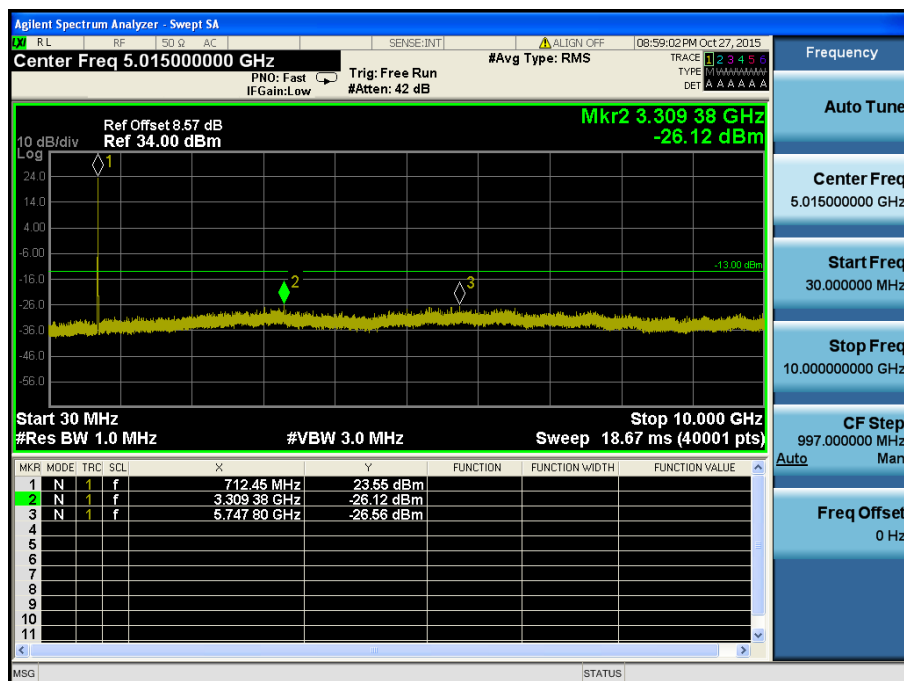 Agilent Spectrum Analyzer - Swept SA
LXI RL RF 50 Ω AC SENSE:INT ALIGN OFF 08:59:02 PM Oct 27, 2015
Center Freq 5.015000000 GHz #Avg Type: RMS TRACE 1 2 3 4 5 6
PNO: Fast Trig: Free Run TYPE M WWWWW
IFGain:Low #Atten: 42 dB DET A A A A A A
Mkr2 3.309 38 GHz
-26.12 dBm
Ref Offset 8.57 dB
10 dB/div Ref 34.00 dBm
Log
1
24.0
14.0
4.00
-6.00
-13.00 dBm
-16.0
2
3
-26.0
-36.0
-46.0
-56.0
Start 30 MHz Stop 10.000 GHz
#Res BW 1.0 MHz #VBW 3.0 MHz Sweep 18.67 ms (40001 pts)
MKR MODE TRC SCL X Y FUNCTION FUNCTION WIDTH FUNCTION VALUE
1 N 1 f 712.45 MHz 23.55 dBm
2 N 1 f 3.309 38 GHz -26.12 dBm
3 N 1 f 5.747 80 GHz -26.56 dBm
4
5
6
7
8
9
10
11
MSG STATUS
Frequency
Auto Tune
Center Freq
5.015000000 GHz
Start Freq
30.000000 MHz
Stop Freq
10.000000000 GHz
CF Step
997.000000 MHz
Auto Man
Freq Offset
0 Hz